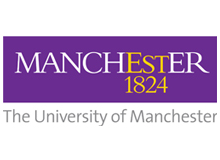 MANCHESTER
1824
The University of Manchester